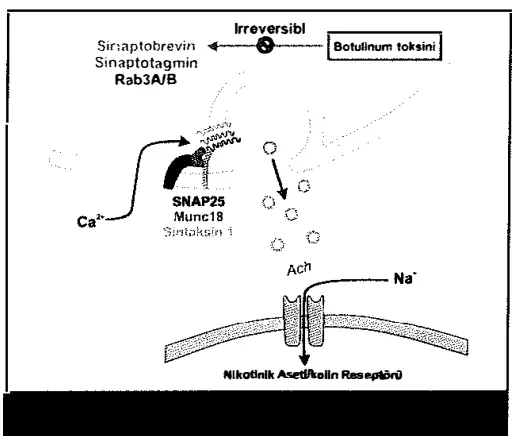 Irreversibl
Botulinum toksini
Sinaptobrevin
Sinaptotagmin
Rab3A/B
SNAP25
Munc18
Sintaksin 1
Ca²⁺
Ach
Na⁺
Nikotinik Asetilkolin Reseptörü